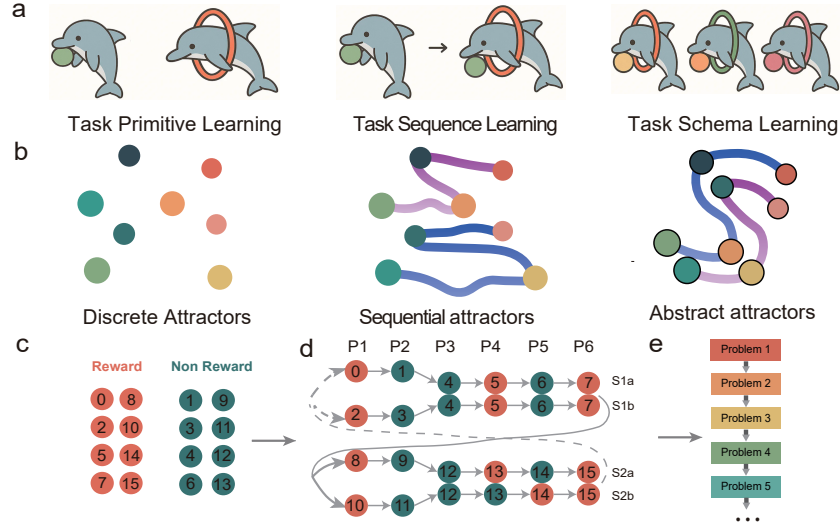 a
Task Primitive Learning
Task Sequence Learning
Task Schema Learning
b
Discrete Attractors
Sequential attractors
Abstract attractors
c
Reward
Non Reward
0 8 1 9
2 10 3 11
5 14 4 12
7 15 6 13
d
P1 P2 P3 P4 P5 P6
0 1
4 5 6 7 S1a
4 5 6 7 S1b
2 3
8 9
12 13 14 15 S2a
12 13 14 15 S2b
10 11
e
Problem 1
Problem 2
Problem 3
Problem 4
Problem 5
...